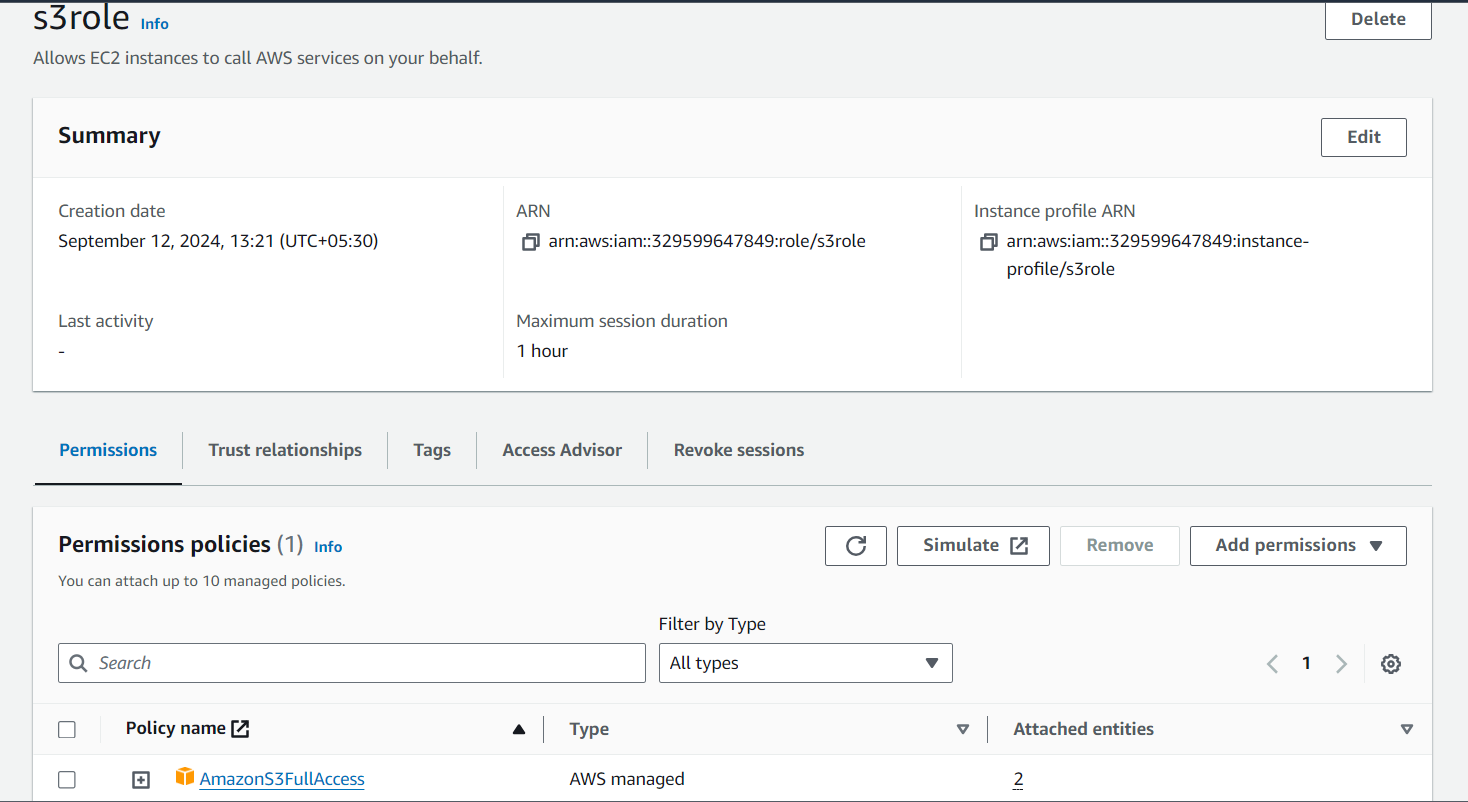 s3role Info
Delete
Allows EC2 instances to call AWS services on your behalf.
Summary
Edit
Creation date
September 12, 2024, 13:21 (UTC+05:30)
ARN
arn:aws:iam::329599647849:role/s3role
Instance profile ARN
arn:aws:iam::329599647849:instance-
profile/s3role
Last activity
-
Maximum session duration
1 hour
Permissions
Trust relationships
Tags
Access Advisor
Revoke sessions
Permissions policies (1) Info
You can attach up to 10 managed policies.
Simulate
Remove
Add permissions
Filter by Type
Search
All types
1
Policy name
Type
Attached entities
AmazonS3FullAccess
AWS managed
2